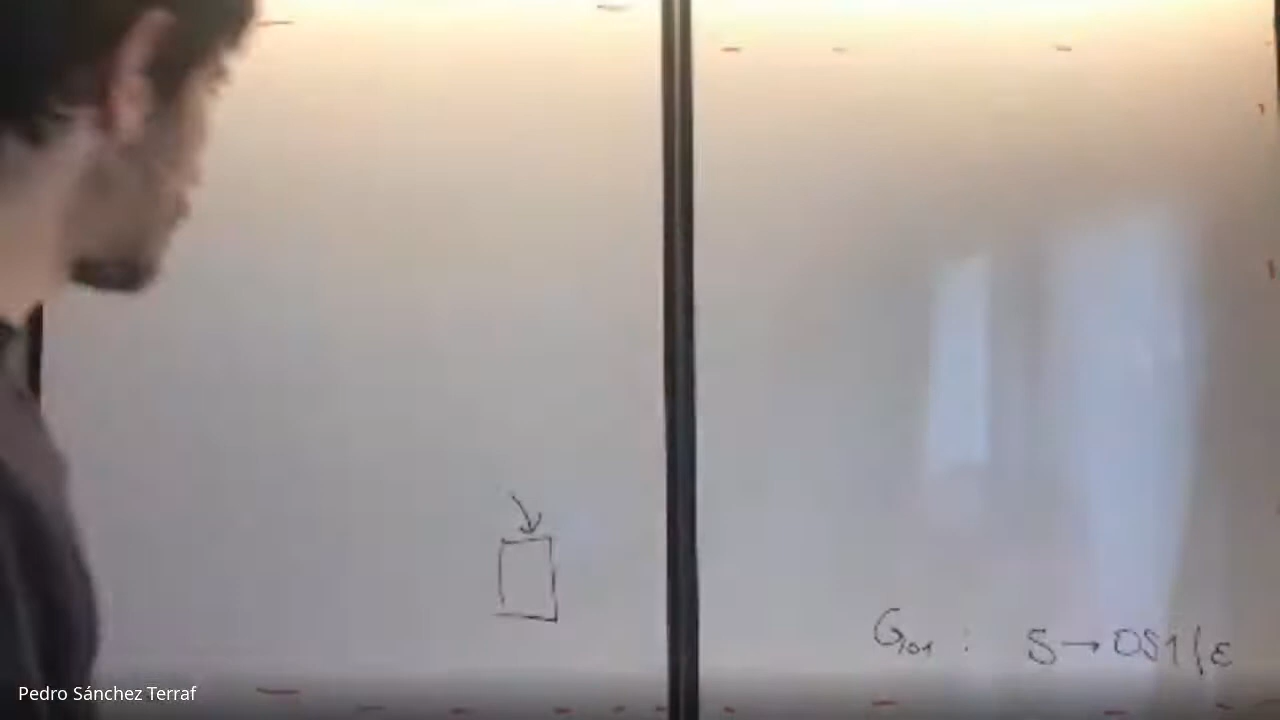 G₁₀₁ : S → 0S1 | ε
Pedro Sánchez Terraf